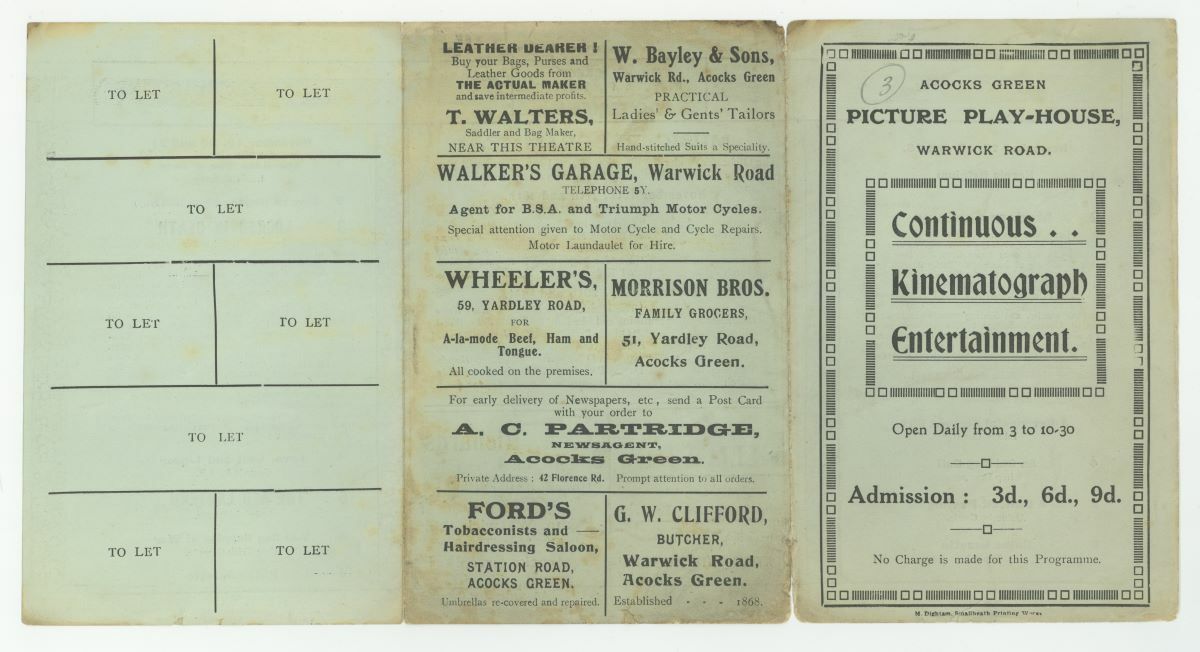 TO LET
TO LET
TO LET
TO LET
TO LET
TO LET
TO LET
TO LET
LEATHER DEARER!
Buy your Bags, Purses and
Leather Goods from
THE ACTUAL MAKER
and save intermediate profits.
T. WALTERS,
Saddler and Bag Maker,
NEAR THIS THEATRE
W. Bayley & Sons,
Warwick Rd., Acocks Green
PRACTICAL
Ladies' & Gents' Tailors
Hand-stitched Suits a Speciality.
WALKER'S GARAGE, Warwick Road
TELEPHONE 5Y.
Agent for B.S.A. and Triumph Motor Cycles.
Special attention given to Motor Cycle and Cycle Repairs.
Motor Laundaulet for Hire.
WHEELER'S,
59, YARDLEY ROAD,
FOR
A-la-mode Beef, Ham and
Tongue.
All cooked on the premises.
MORRISON BROS.
FAMILY GROCERS,
51, Yardley Road,
Acocks Green.
For early delivery of Newspapers, etc, send a Post Card
with your order to
A. C. PARTRIDGE,
NEWSAGENT,
Acocks Green.
Private Address : 42 Florence Rd. Prompt attention to all orders.
FORD'S
Tobacconists and —
Hairdressing Saloon,
STATION ROAD,
ACOCKS GREEN.
Umbrellas re-covered and repaired.
G. W. CLIFFORD,
BUTCHER,
Warwick Road,
Acocks Green.
Established - - - 1868.
3
ACOCKS GREEN
PICTURE PLAY-HOUSE,
WARWICK ROAD.
Continuous . .
Kinematograph
Entertainment.
Open Daily from 3 to 10-30
Admission : 3d., 6d., 9d.
No Charge is made for this Programme.
M. Dightam, Smallheath Printing Works.